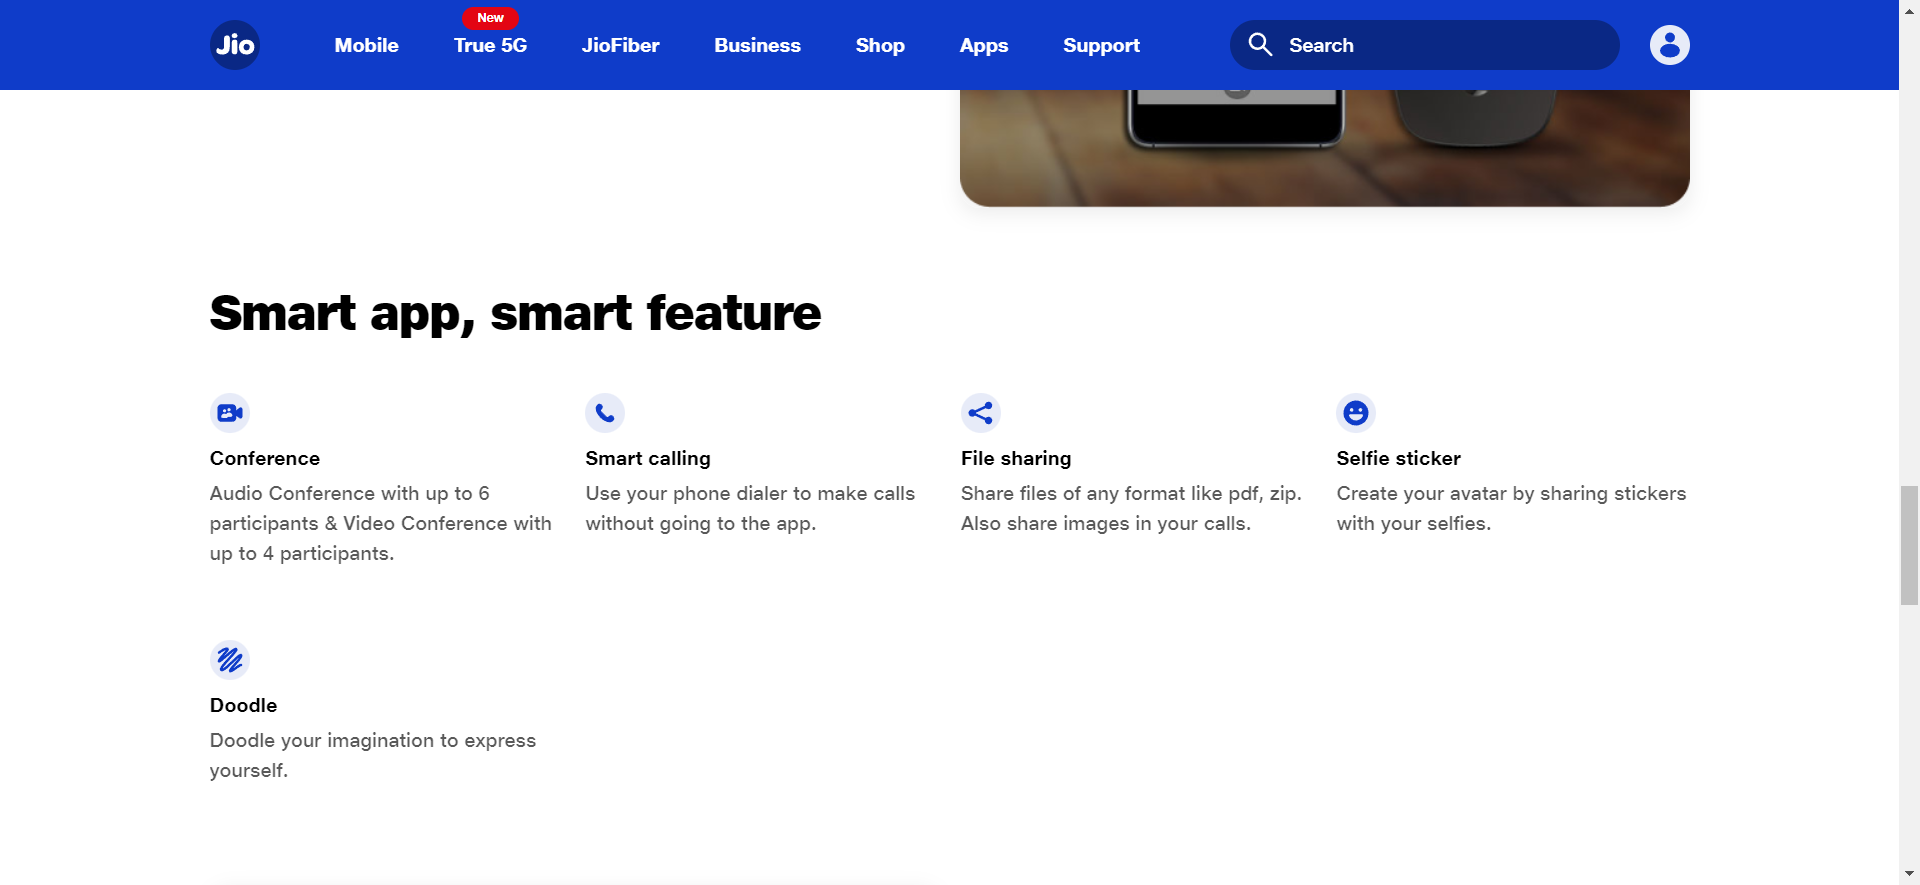 Jio
Mobile
New
True 5G
JioFiber
Business
Shop
Apps
Support
Search
Smart app, smart feature
Conference
Audio Conference with up to 6
participants & Video Conference with
up to 4 participants.
Smart calling
Use your phone dialer to make calls
without going to the app.
File sharing
Share files of any format like pdf, zip.
Also share images in your calls.
Selfie sticker
Create your avatar by sharing stickers
with your selfies.
Doodle
Doodle your imagination to express
yourself.